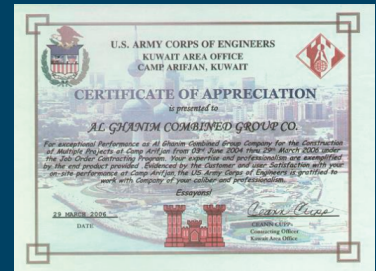 U.S. ARMY CORPS OF ENGINEERS
KUWAIT AREA OFFICE
CAMP ARIFJAN, KUWAIT
CERTIFICATE OF APPRECIATION
is presented to
AL GHANIM COMBINED GROUP CO.
For exceptional Performance as Al Ghanim Combined Group Company for the Construction
of Multiple Projects at Camp Arifjan from 03rd June 2004 thru 29th March 2006 under
the Job Order Contracting Program. Your expertise and professionalism are exemplified
by the end product provided. Evidenced by the Customer and user Satisfaction with your
on-site performance at Camp Arifjan, the US Army Corps of Engineers is gratified to
work with Company of your caliber and professionalism.
Essayons!
29 MARCH 2006
DATE
CEANN CUPP
Contracting Officer
Kuwait Area Office